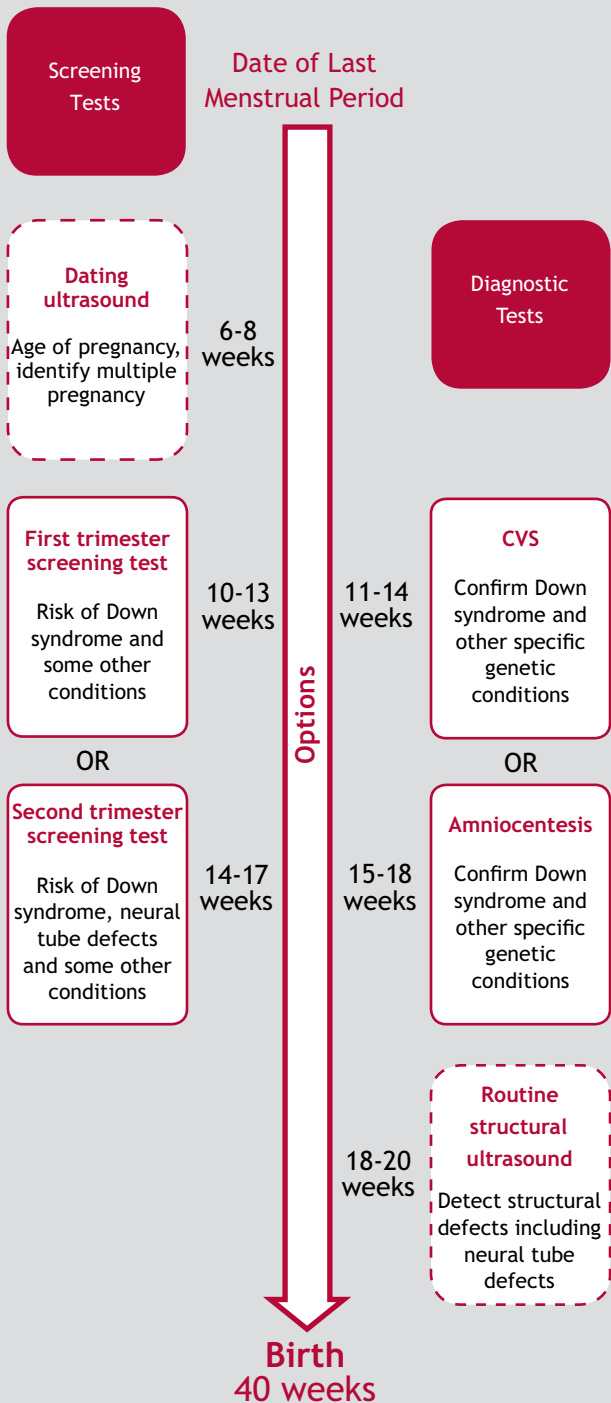 Screening
Tests
Date of Last
Menstrual Period
Dating
ultrasound
Age of pregnancy,
identify multiple
pregnancy
6-8
weeks
Diagnostic
Tests
First trimester
screening test
Risk of Down
syndrome and
some other
conditions
10-13
weeks
Options
11-14
weeks
CVS
Confirm Down
syndrome and
other specific
genetic
conditions
OR
OR
Second trimester
screening test
Risk of Down
syndrome, neural
tube defects
and some other
conditions
14-17
weeks
15-18
weeks
Amniocentesis
Confirm Down
syndrome and
other specific
genetic
conditions
18-20
weeks
Routine
structural
ultrasound
Detect structural
defects including
neural tube
defects
Birth
40 weeks